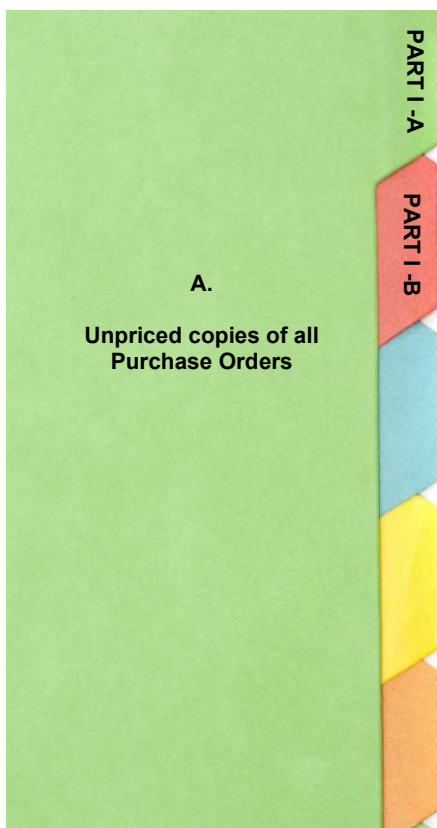 PART I -A
PART I -B
A.
Unpriced copies of all
Purchase Orders